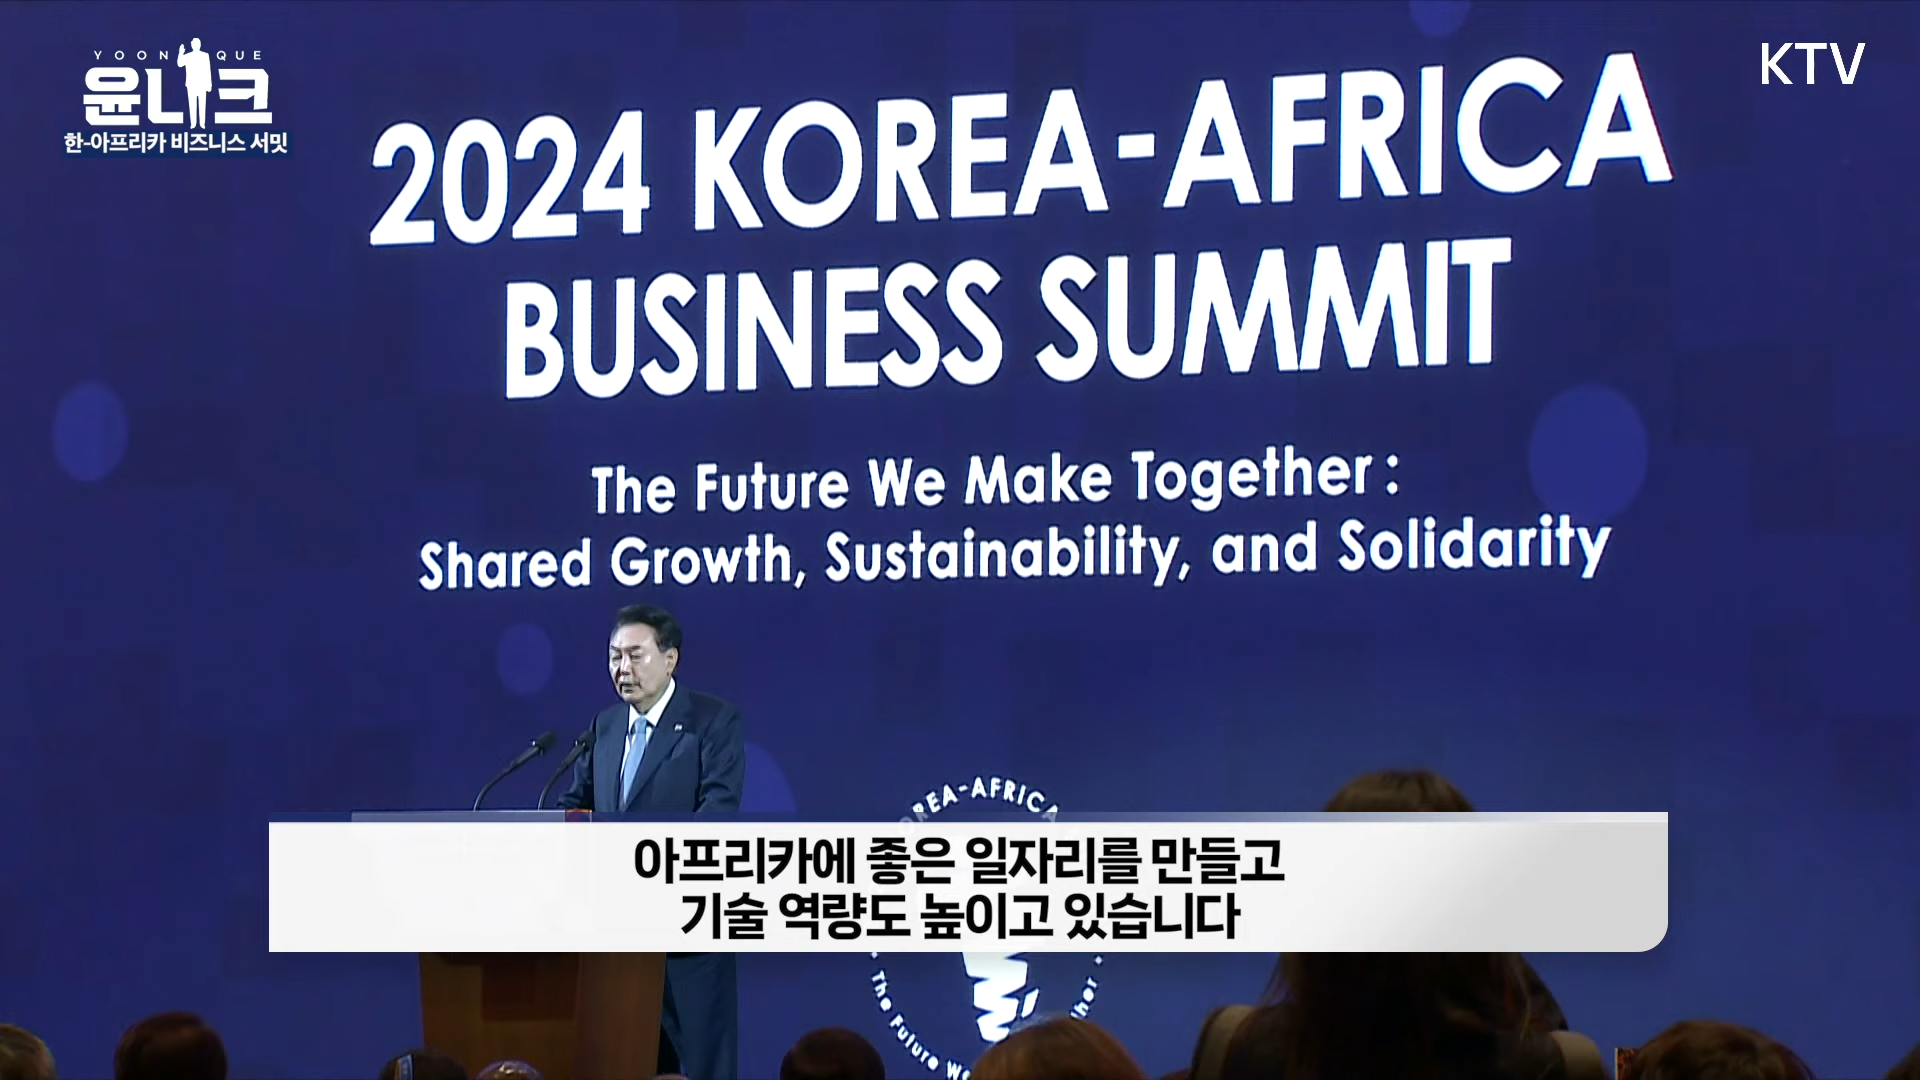 YOONIQUE
윤니크
한-아프리카 비즈니스 서밋
KTV
2024 KOREA-AFRICA
BUSINESS SUMMIT
The Future We Make Together :
Shared Growth, Sustainability, and Solidarity
아프리카에 좋은 일자리를 만들고
기술 역량도 높이고 있습니다
REA-AFRICA
The Future We
her